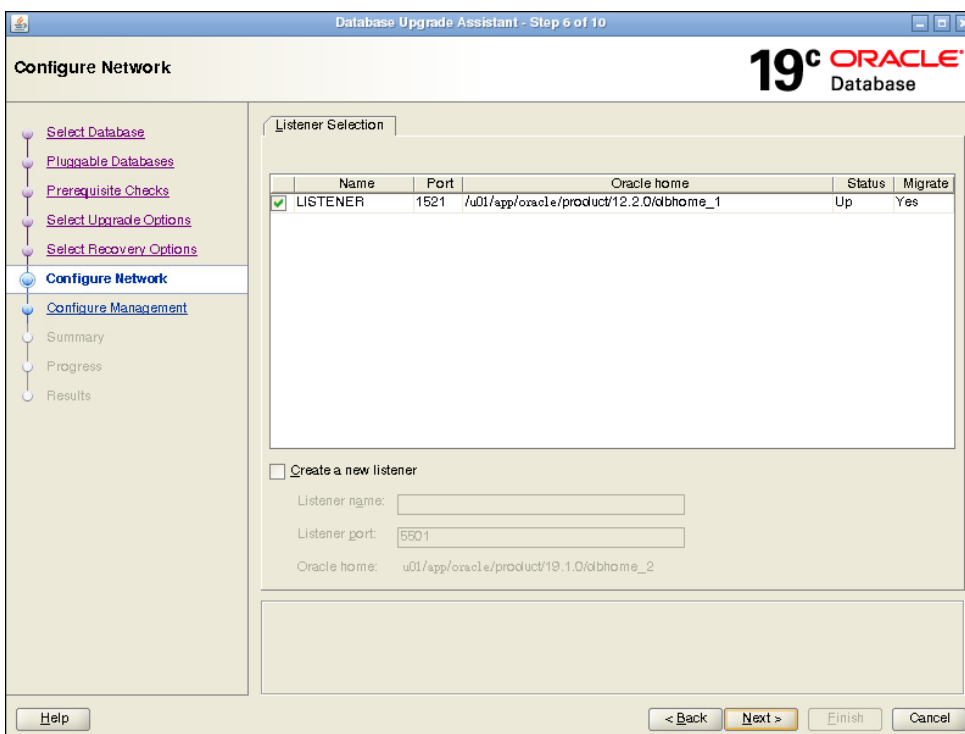 Database Upgrade Assistant - Step 6 of 10
Configure Network
19c ORACLE Database
Select Database
Pluggable Databases
Prerequisite Checks
Select Upgrade Options
Select Recovery Options
Configure Network
Configure Management
Summary
Progress
Results
Listener Selection
Name Port Oracle home Status Migrate
LISTENER 1521 /u01/app/oracle/product/12.2.0/dbhome_1 Up Yes
Create a new listener
Listener name:
Listener port: 5501
Oracle home: u01/app/oracle/product/19.1.0/dbhome_2
Help < Back Next > Finish Cancel